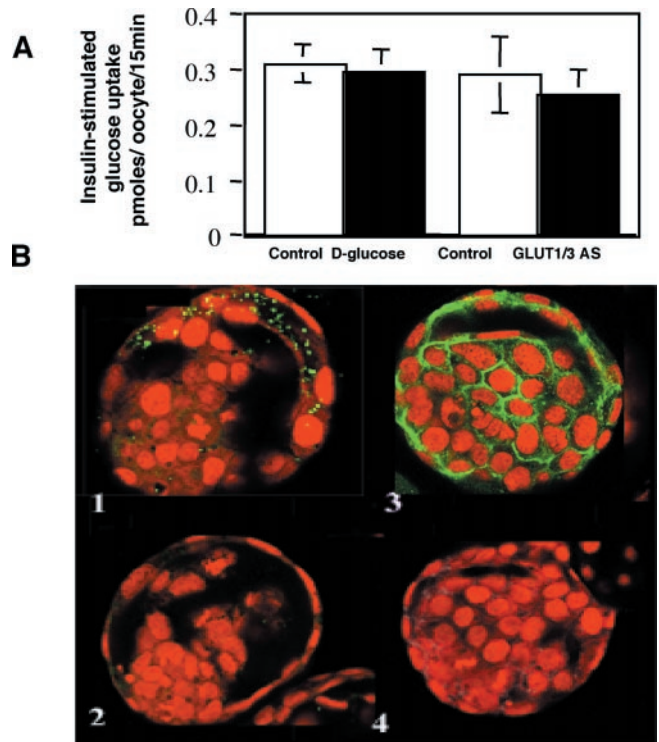 A
Insulin-stimulated
glucose uptake
pmoles/ oocyte/15min
0.4
0.3
0.2
0.1
0
Control D-glucose Control GLUT1/3 AS
B
1
3
2
4